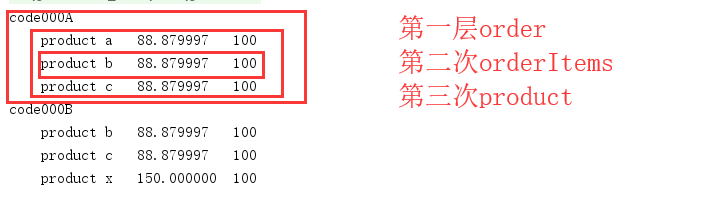 code000A
product a 88.879997 100
product b 88.879997 100
product c 88.879997 100
code000B
product b 88.879997 100
product c 88.879997 100
product x 150.000000 100
第一层order
第二次orderItems
第三次product